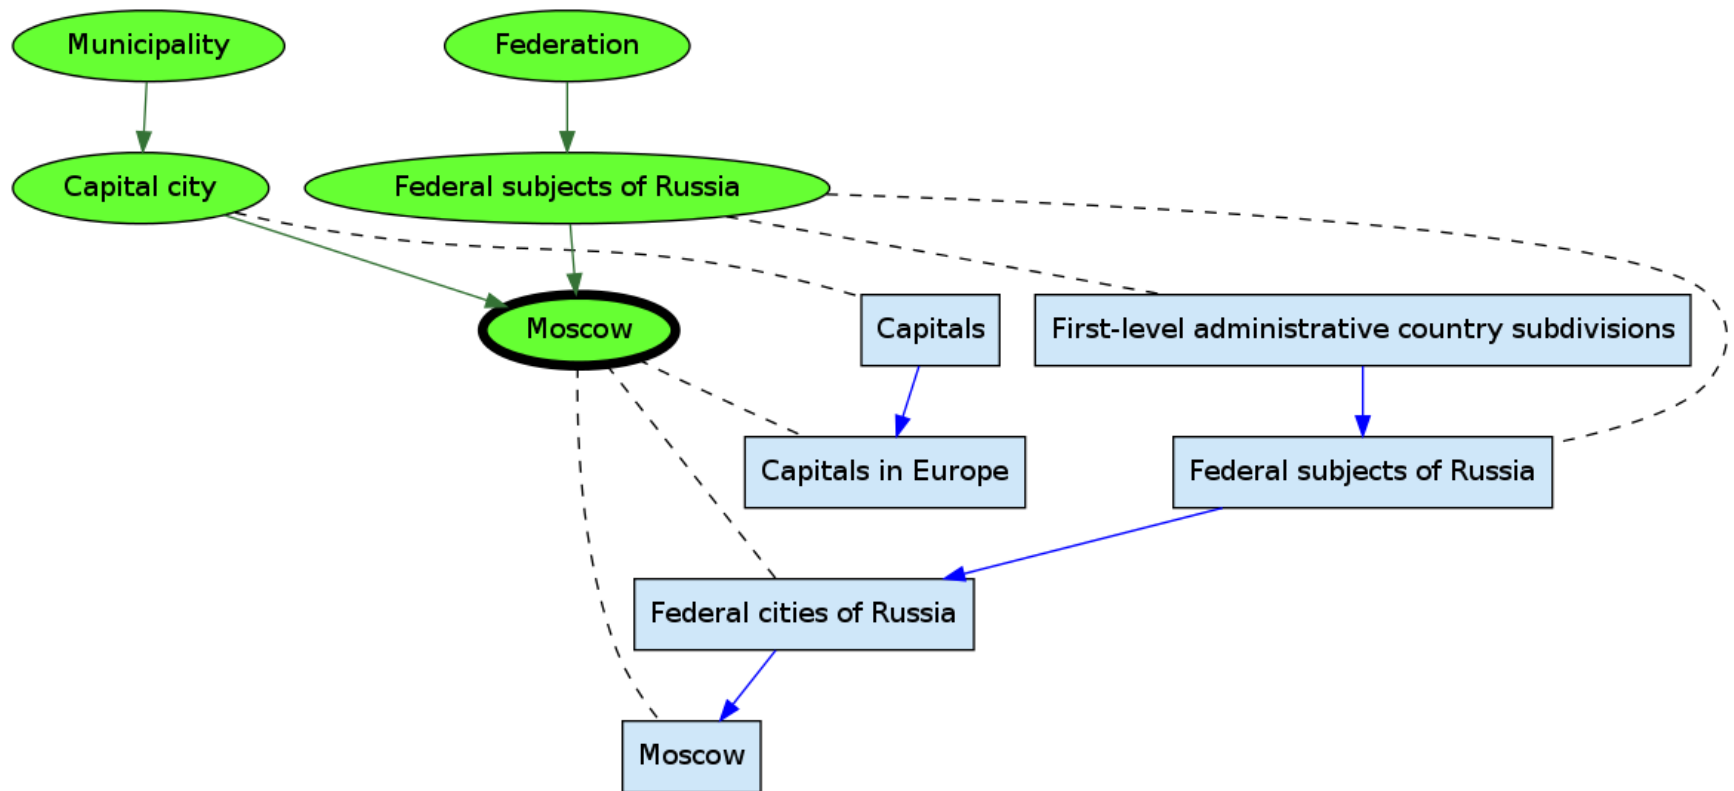 Municipality
Federation
Capital city
Federal subjects of Russia
Moscow
Capitals
First-level administrative country subdivisions
Capitals in Europe
Federal subjects of Russia
Federal cities of Russia
Moscow